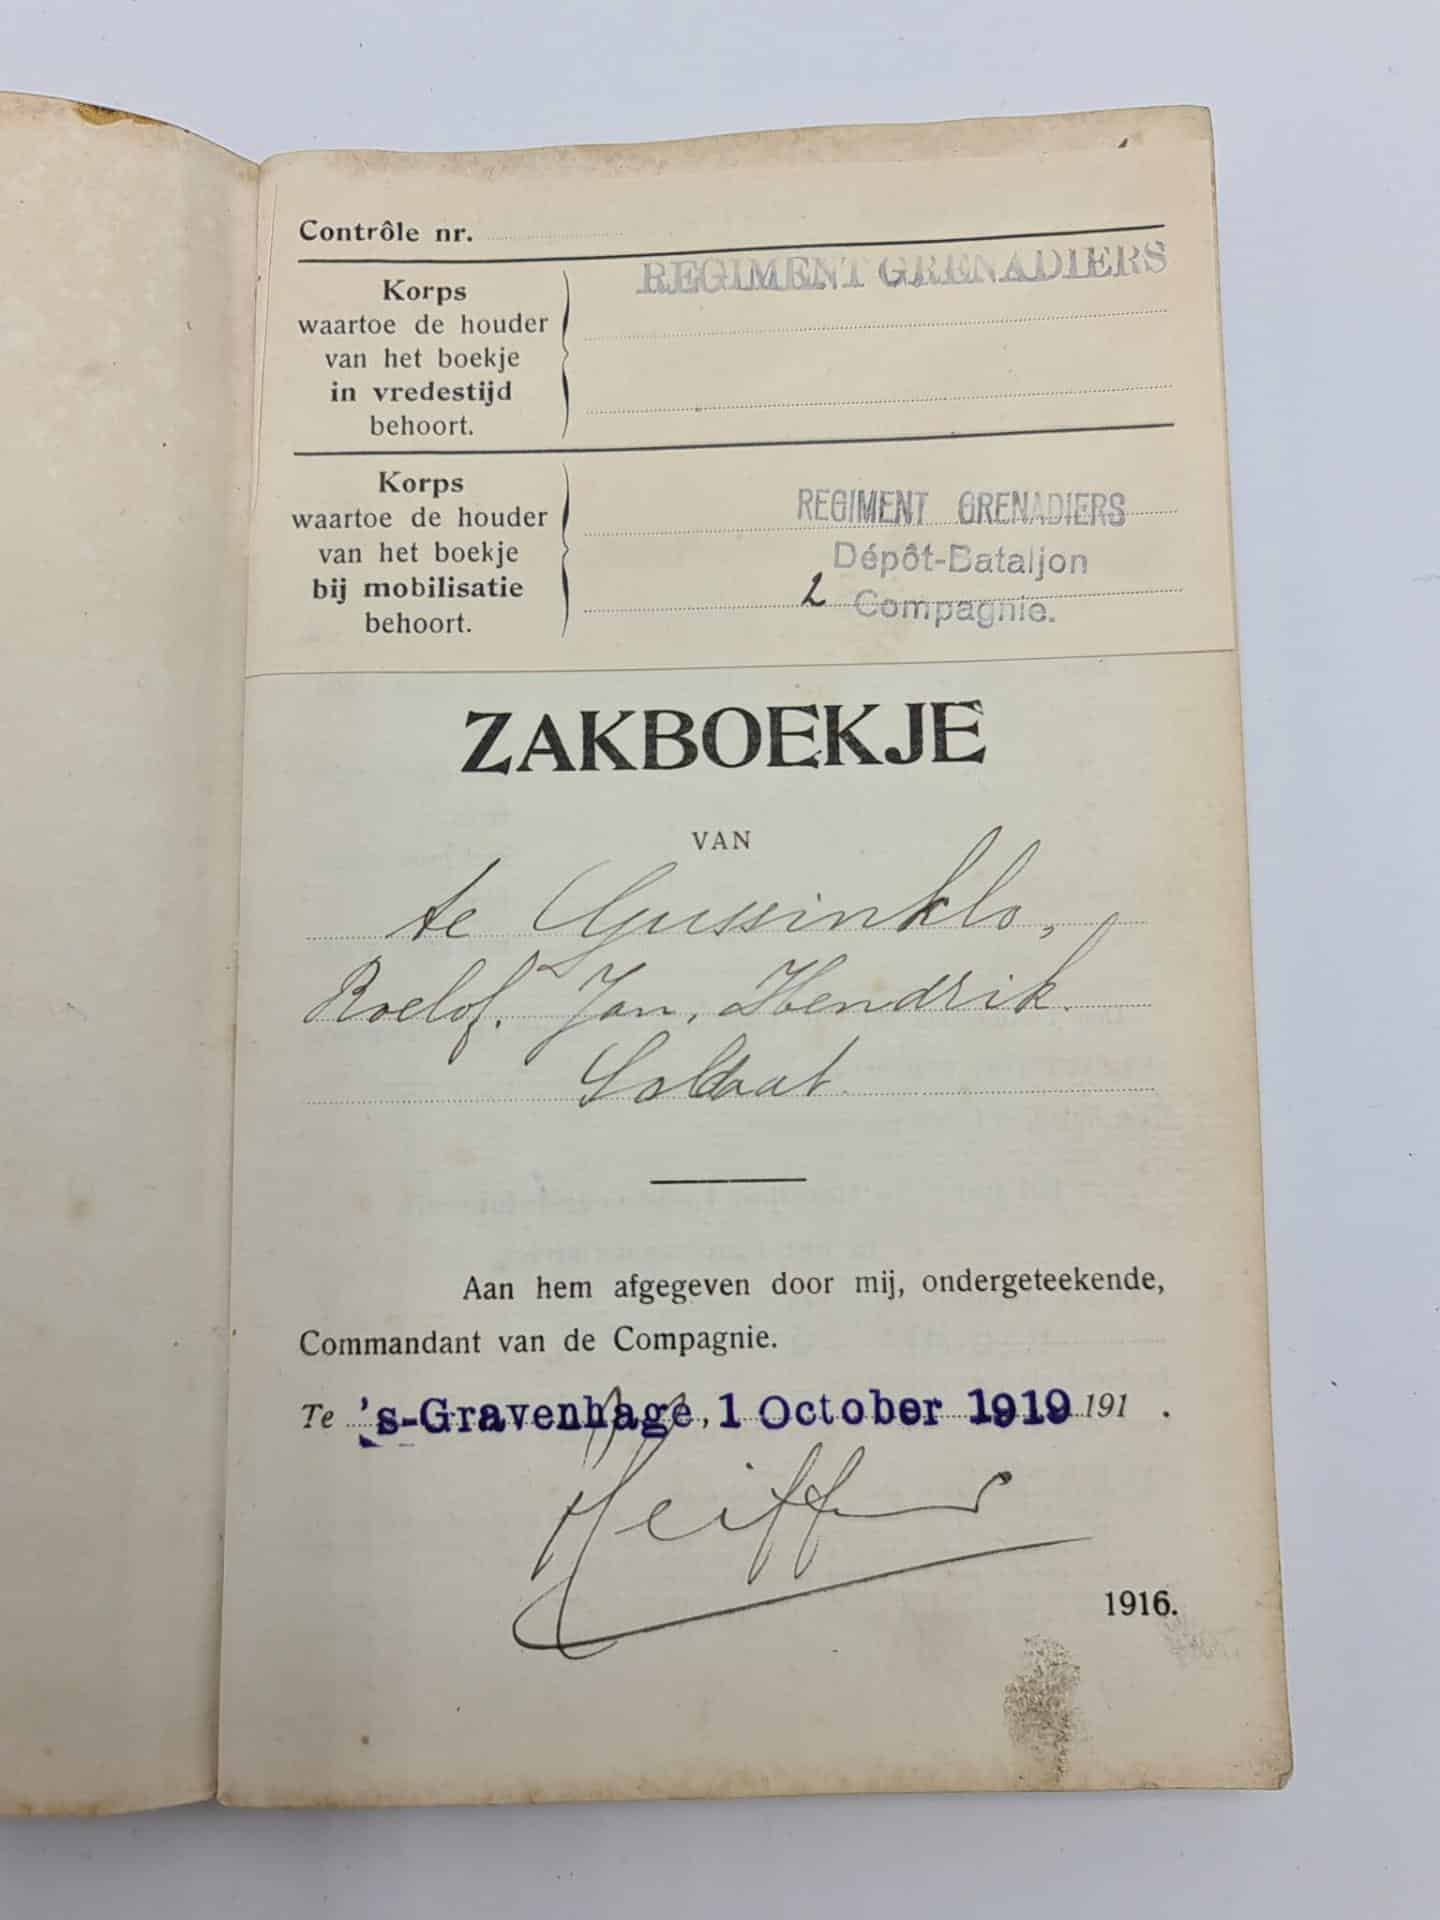 Contrôle nr.
REGIMENT GRENADIERS
Korps
waartoe de houder
van het boekje
in vredestijd
behoort.
Korps
waartoe de houder
van het boekje
bij mobilisatie
behoort.
REGIMENT GRENADIERS
Dépôt-Bataljon
2 Compagnie.
ZAKBOEKJE
VAN
te Gussinklo,
Roelof. Jan, Hendrik.
Soldaat.
Aan hem afgegeven door mij, ondergeteekende,
Commandant van de Compagnie.
Te 's-Gravenhage, 1 October 1919 191 .
1916.